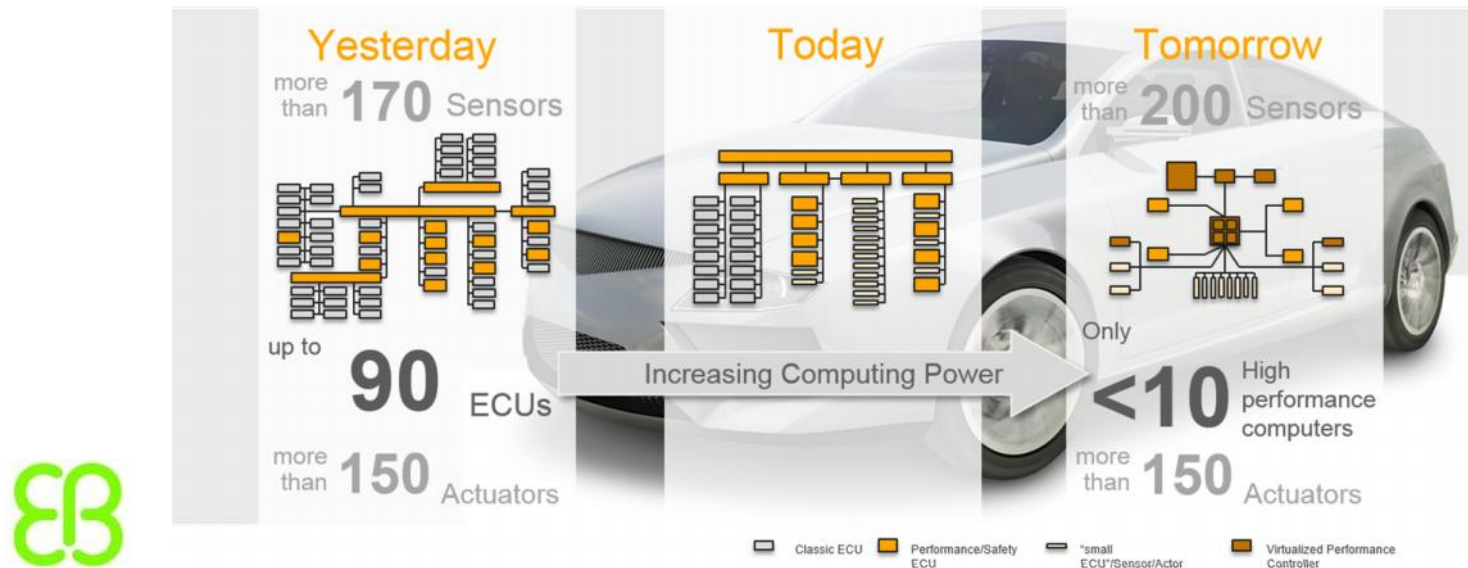 Yesterday
more than 170 Sensors
up to
90 ECUs
more than 150 Actuators
Today
Increasing Computing Power
Tomorrow
more than 200 Sensors
Only
<10 High performance computers
more than 150 Actuators
Classic ECU
Performance/Safety ECU
"small ECU"/Sensor/Actor
Virtualized Performance Controller
EB